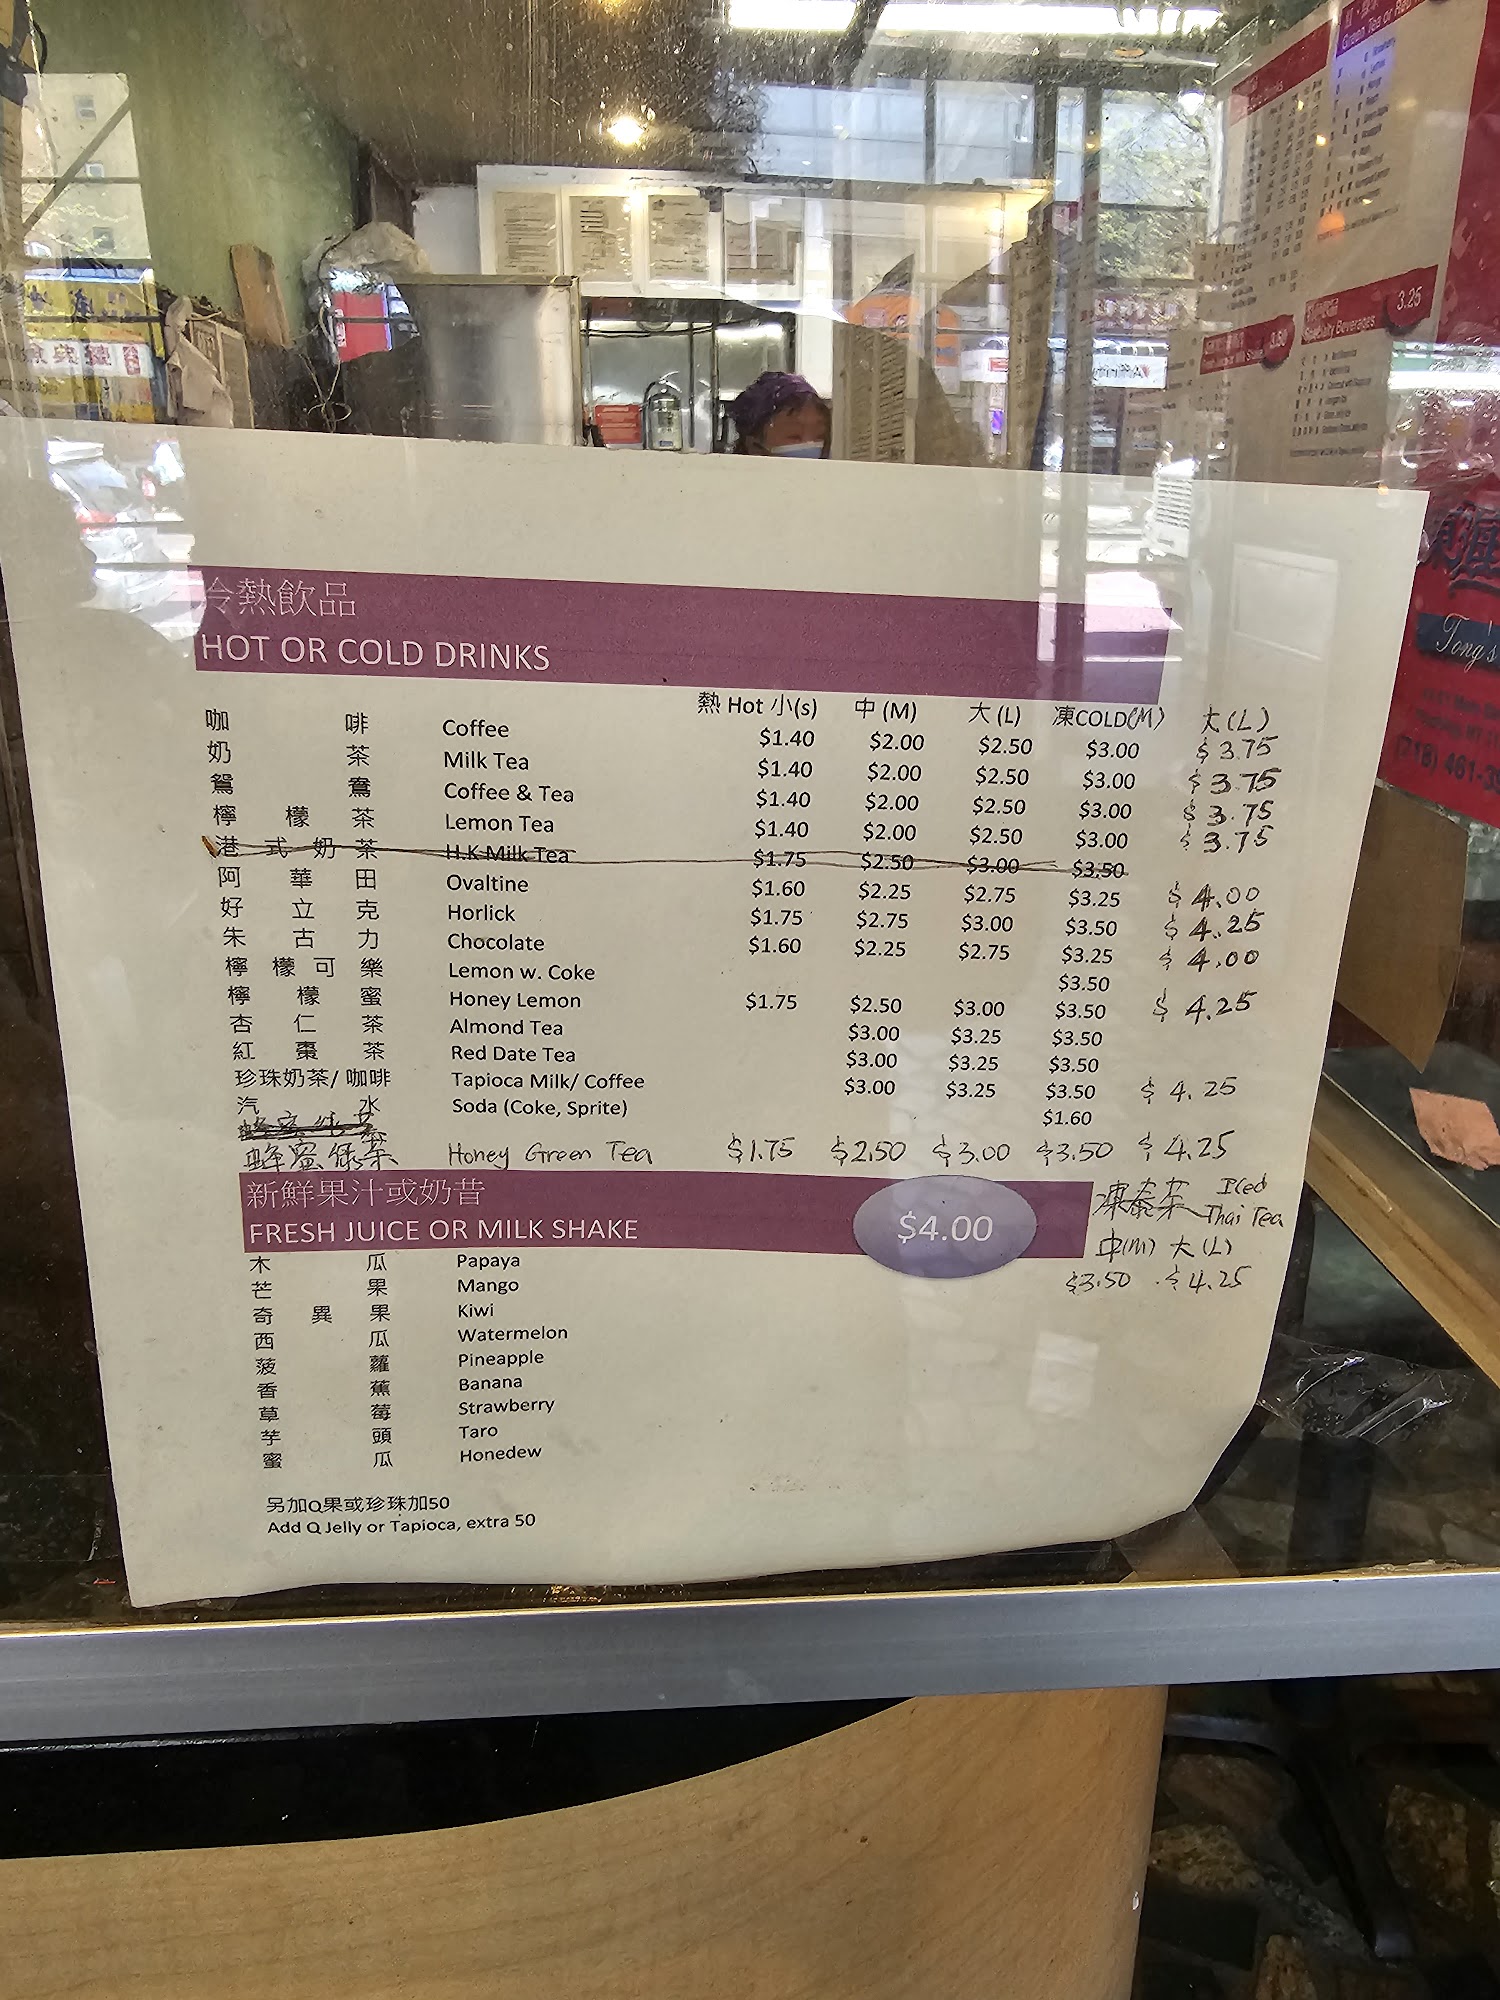 Green Tea or Red
3.25
Specialty Beverages
3.50
Tong's
(718) 461-
冷熱飲品
HOT OR COLD DRINKS
熱 Hot 小(s) 中 (M) 大 (L) 凍COLD(M) 大(L)
咖啡 Coffee $1.40 $2.00 $2.50 $3.00 $3.75
奶茶 Milk Tea $1.40 $2.00 $2.50 $3.00 $3.75
鴛鴦 Coffee & Tea $1.40 $2.00 $2.50 $3.00 $3.75
檸檬茶 Lemon Tea $1.40 $2.00 $2.50 $3.00 $3.75
港式奶茶 H.K Milk Tea $1.75 $2.50 $3.00 $3.50
阿華田 Ovaltine $1.60 $2.25 $2.75 $3.25 $4.00
好立克 Horlick $1.75 $2.75 $3.00 $3.50 $4.25
朱古力 Chocolate $1.60 $2.25 $2.75 $3.25 $4.00
檸檬可樂 Lemon w. Coke $3.50
檸檬蜜 Honey Lemon $1.75 $2.50 $3.00 $3.50 $4.25
杏仁茶 Almond Tea $3.00 $3.25 $3.50
紅棗茶 Red Date Tea $3.00 $3.25 $3.50
珍珠奶茶/ 咖啡 Tapioca Milk/ Coffee $3.00 $3.25 $3.50 $4.25
汽水 Soda (Coke, Sprite) $1.60
蜂蜜绿茶 Honey Green Tea $1.75 $2.50 $3.00 $3.50 $4.25
新鮮果汁或奶昔
FRESH JUICE OR MILK SHAKE $4.00
凍泰茶 Iced Thai Tea
中(M) 大(L)
$3.50 $4.25
木瓜 Papaya
芒果 Mango
奇異果 Kiwi
西瓜 Watermelon
菠蘿 Pineapple
香蕉 Banana
草莓 Strawberry
芋頭 Taro
蜜瓜 Honedew
另加Q果或珍珠加50
Add Q Jelly or Tapioca, extra 50